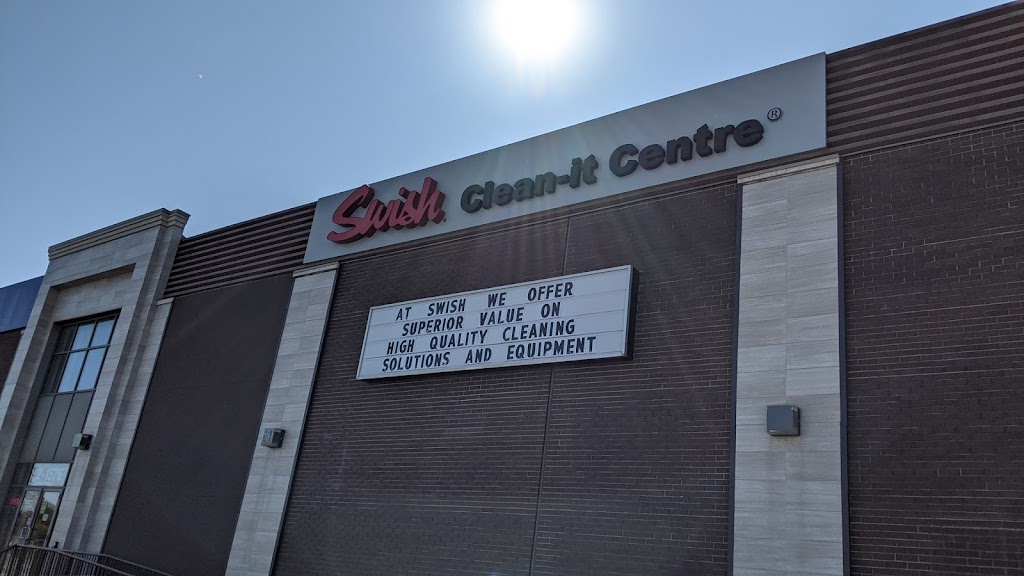 Swish Clean-it Centre®
AT SWISH WE OFFER
SUPERIOR VALUE ON
HIGH QUALITY CLEANING
SOLUTIONS AND EQUIPMENT